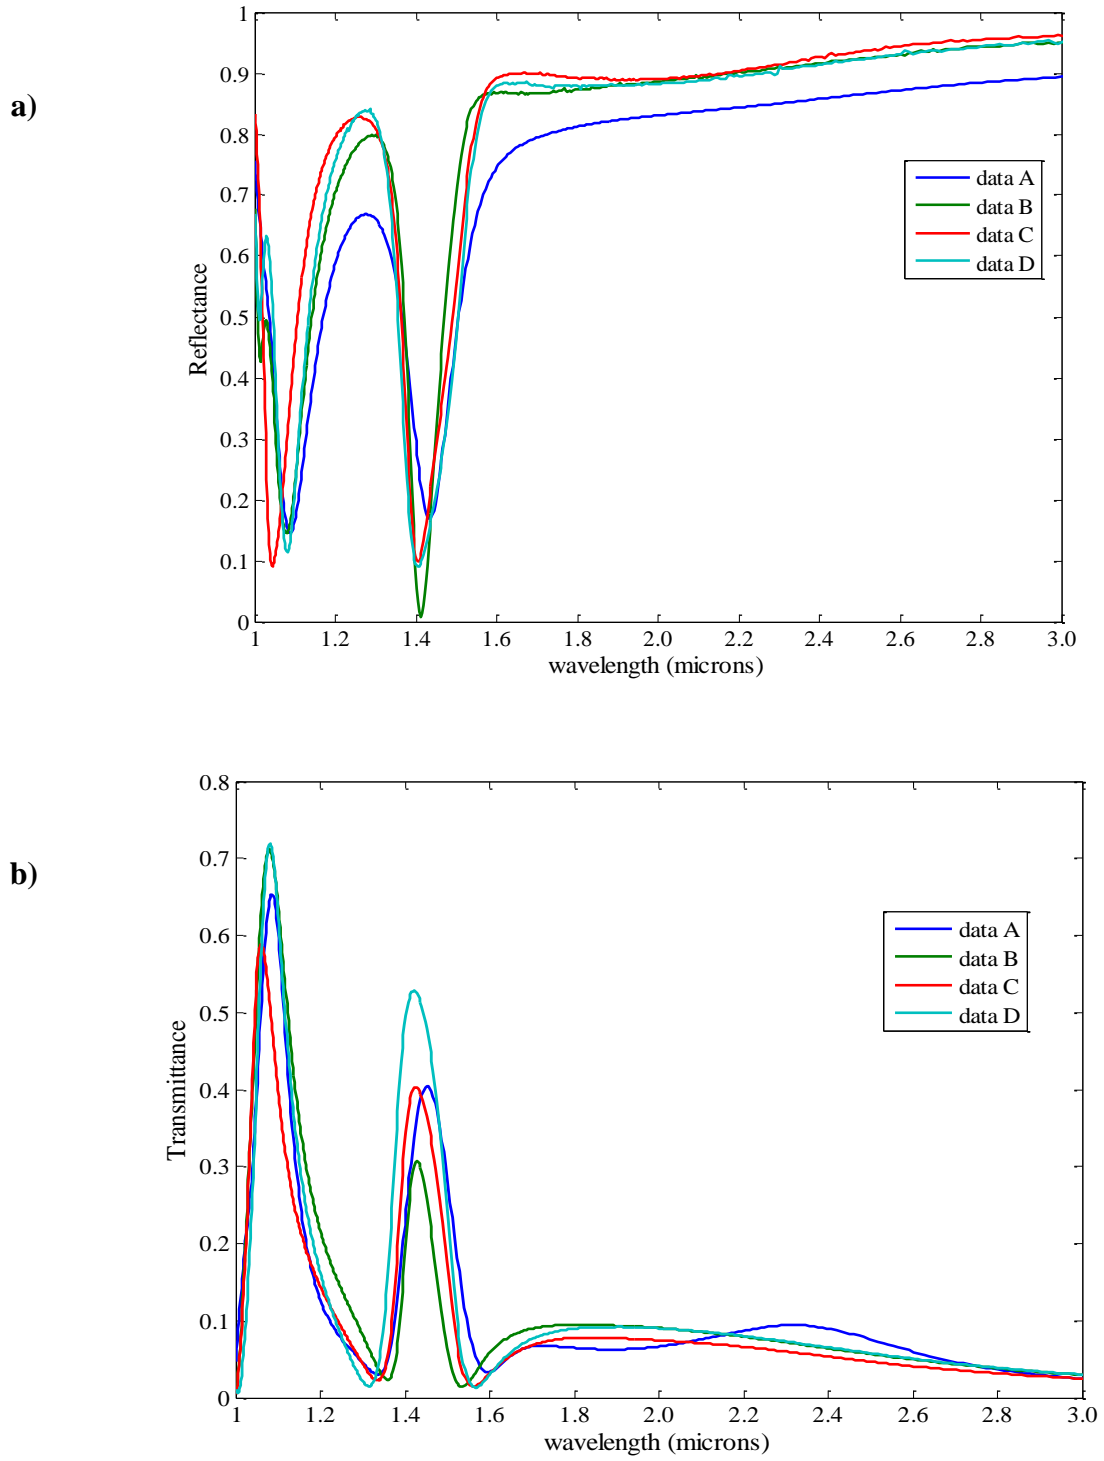 a)
1
0.9
0.8
0.7
0.6
0.5
0.4
0.3
0.2
0.1
0
Reflectance
data A
data B
data C
data D
1 1.2 1.4 1.6 1.8 2.0 2.2 2.4 2.6 2.8 3.0
wavelength (microns)
b)
0.8
0.7
0.6
0.5
0.4
0.3
0.2
0.1
0
Transmittance
data A
data B
data C
data D
1 1.2 1.4 1.6 1.8 2.0 2.2 2.4 2.6 2.8 3.0
wavelength (microns)